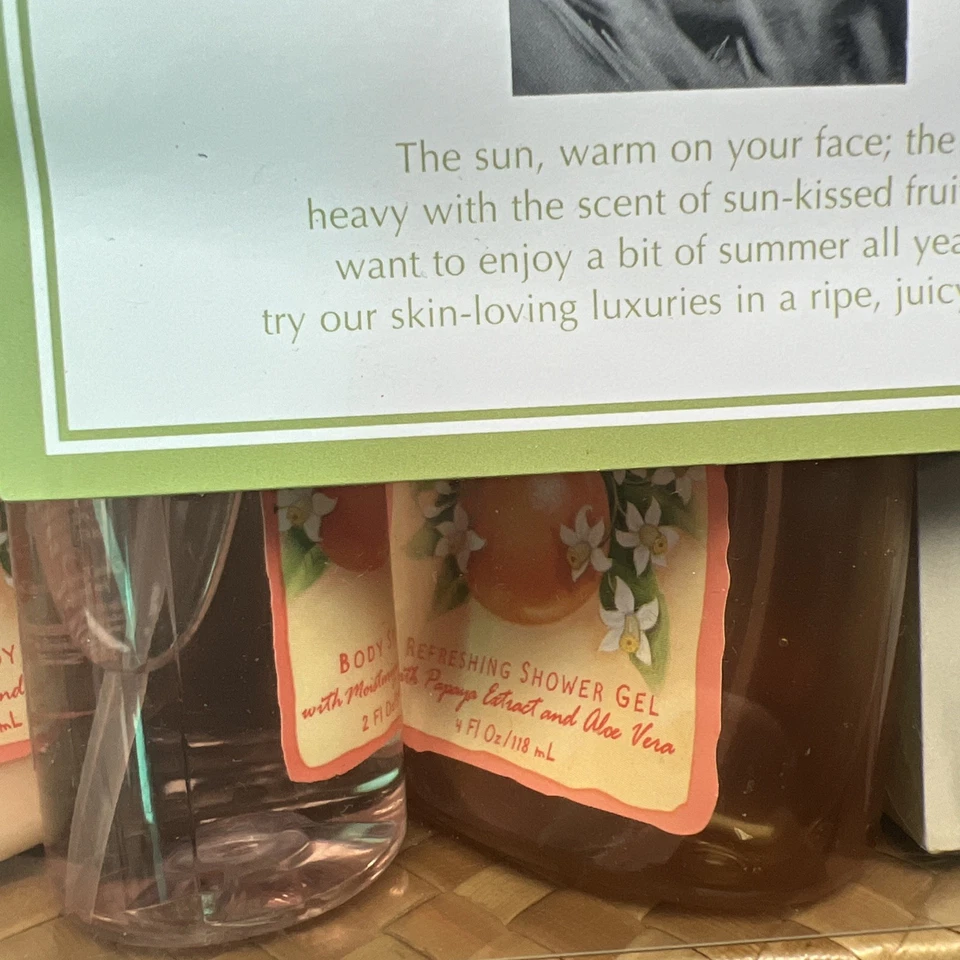 The sun, warm on your face; the
heavy with the scent of sun-kissed frui
want to enjoy a bit of summer all yea
try our skin-loving luxuries in a ripe, juicy
BODY
with
2 Fl Oz
REFRESHING SHOWER GEL
with Papaya Extract and Aloe Vera
4 Fl Oz/118 mL
mL